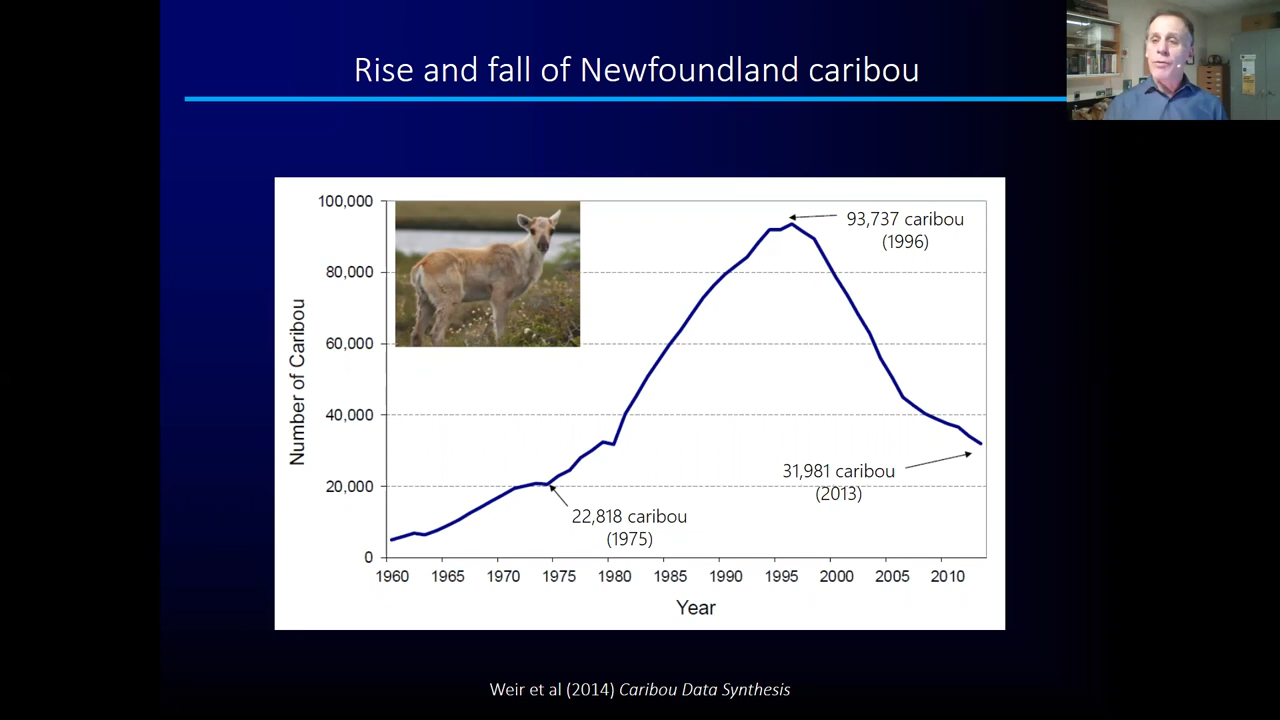 Rise and fall of Newfoundland caribou
100,000
80,000
60,000
40,000
20,000
0
Number of Caribou
93,737 caribou
(1996)
31,981 caribou
(2013)
22,818 caribou
(1975)
1960 1965 1970 1975 1980 1985 1990 1995 2000 2005 2010
Year
Weir et al (2014) Caribou Data Synthesis